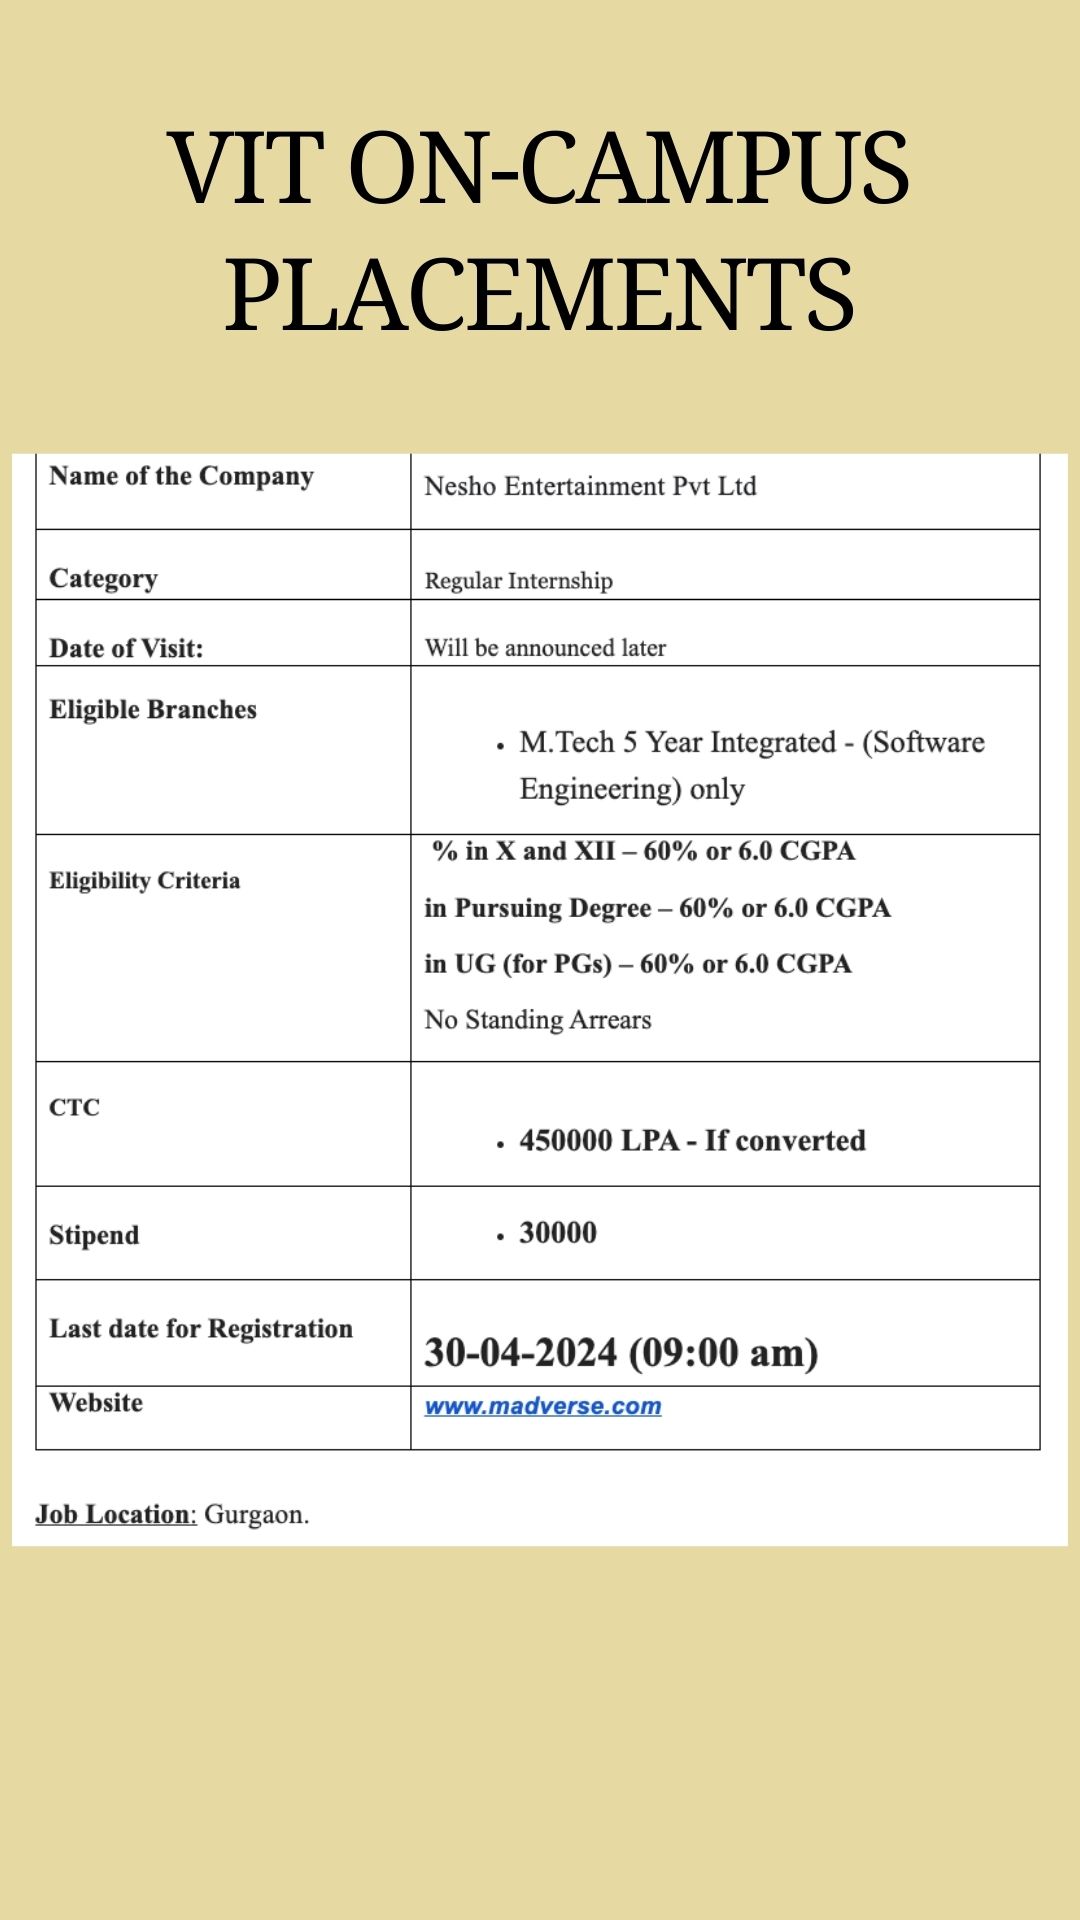 VIT ON-CAMPUS
PLACEMENTS
Name of the Company
Nesho Entertainment Pvt Ltd
Category
Regular Internship
Date of Visit:
Will be announced later
Eligible Branches
• M.Tech 5 Year Integrated - (Software
Engineering) only
Eligibility Criteria
% in X and XII – 60% or 6.0 CGPA
in Pursuing Degree – 60% or 6.0 CGPA
in UG (for PGs) – 60% or 6.0 CGPA
No Standing Arrears
CTC
• 450000 LPA - If converted
Stipend
• 30000
Last date for Registration
30-04-2024 (09:00 am)
Website
www.madverse.com
Job Location: Gurgaon.